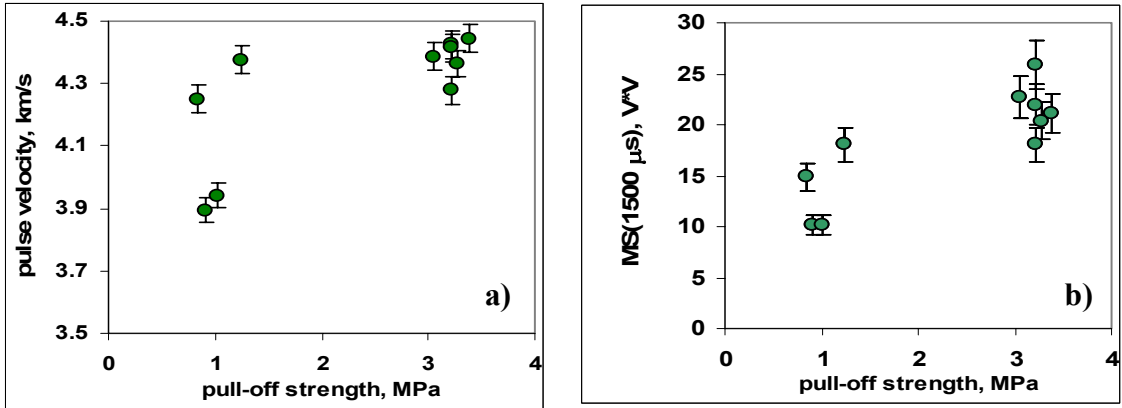 4.5
4.3
4.1
3.9
3.7
3.5
pulse velocity, km/s
0 1 2 3 4
pull-off strength, MPa
a)
30
25
20
15
10
5
0
MS(1500 μs), V*V
0 1 2 3 4
pull-off strength, MPa
b)